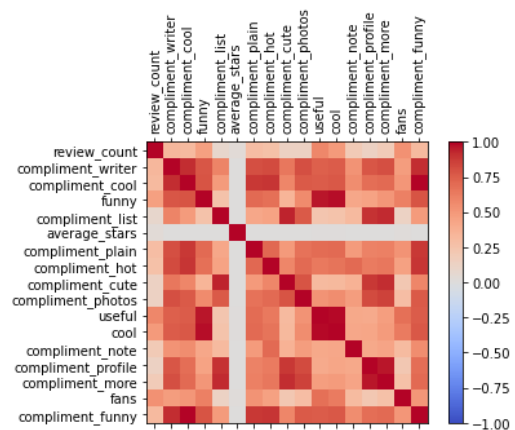 review_count
compliment_writer
compliment_cool
funny
compliment_list
average_stars
compliment_plain
compliment_hot
compliment_cute
compliment_photos
useful
cool
compliment_note
compliment_profile
compliment_more
fans
compliment_funny
review_count
compliment_writer
compliment_cool
funny
compliment_list
average_stars
compliment_plain
compliment_hot
compliment_cute
compliment_photos
useful
cool
compliment_note
compliment_profile
compliment_more
fans
compliment_funny
1.00
0.75
0.50
0.25
0.00
−0.25
−0.50
−0.75
−1.00